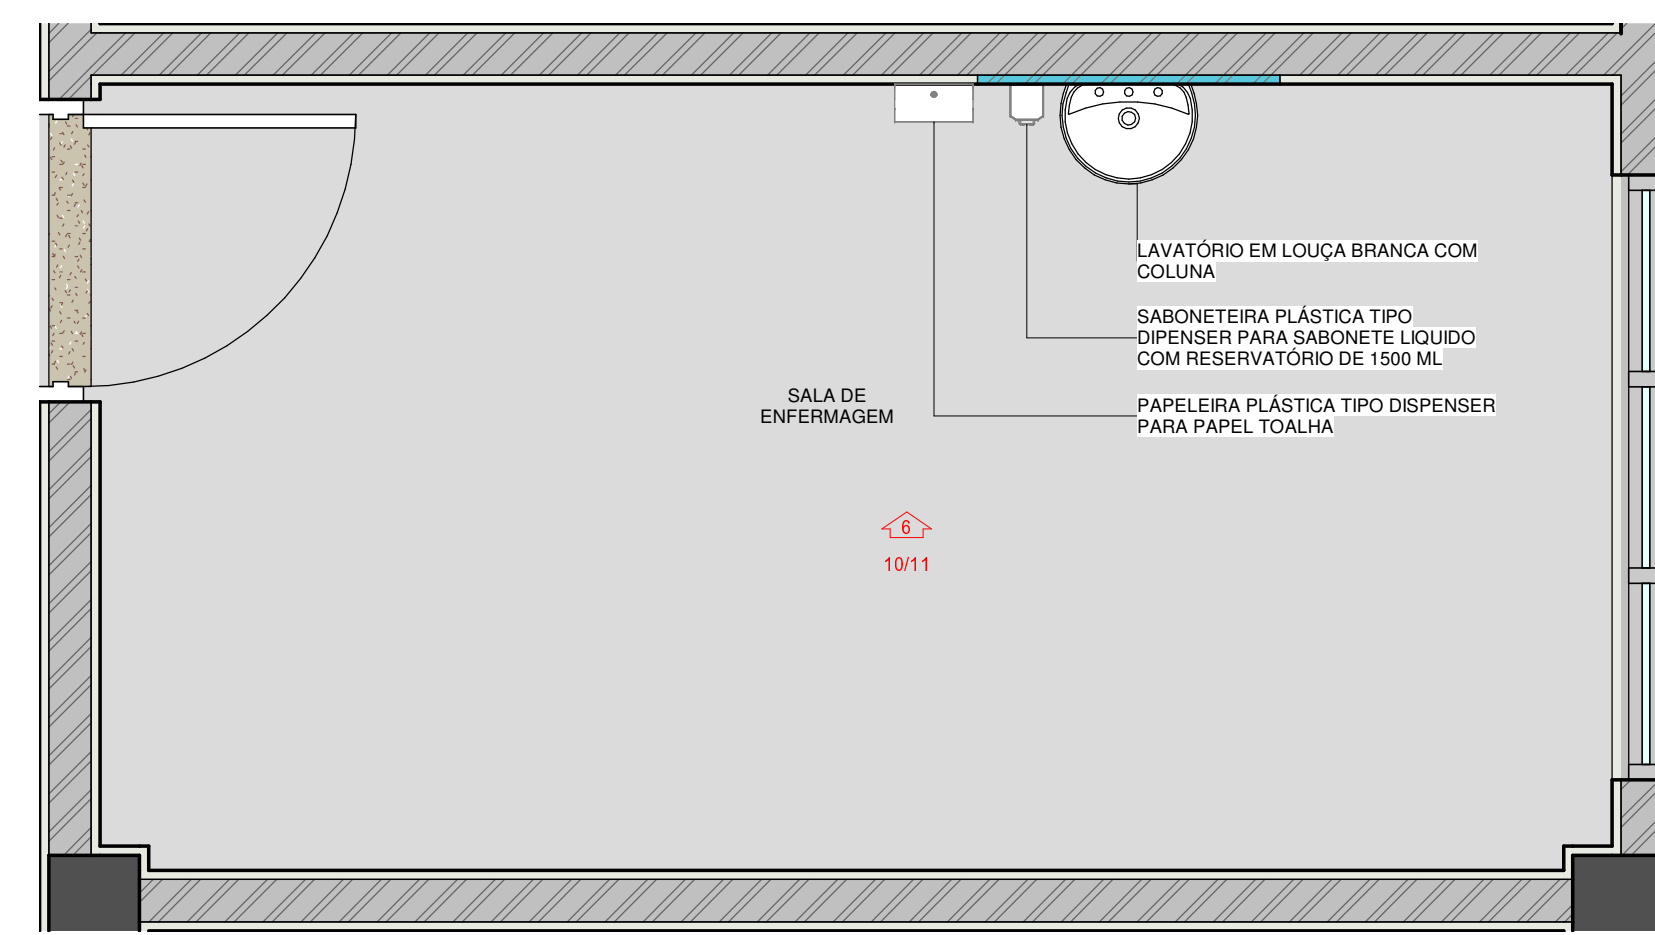 LAVATÓRIO EM LOUÇA BRANCA COM
COLUNA
SABONETEIRA PLÁSTICA TIPO
DIPENSER PARA SABONETE LIQUIDO
COM RESERVATÓRIO DE 1500 ML
SALA DE
ENFERMAGEM
PAPELEIRA PLÁSTICA TIPO DISPENSER
PARA PAPEL TOALHA
6
10/11